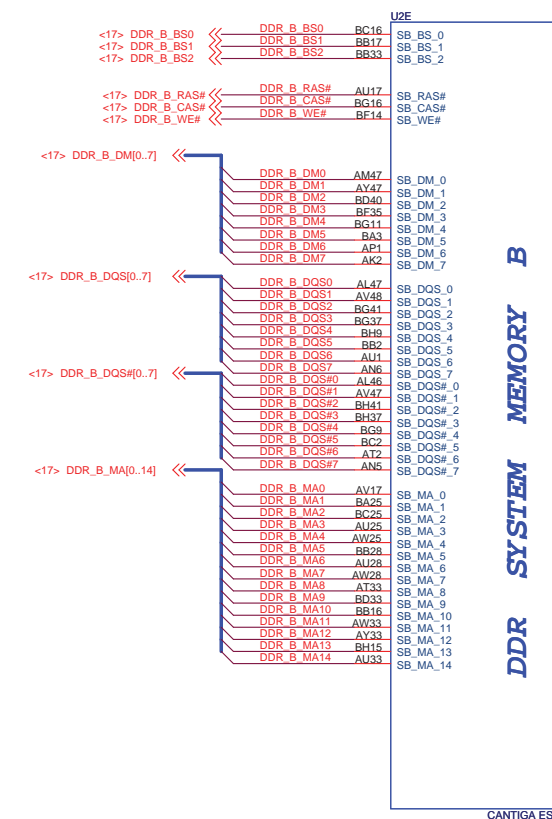 U2E
<17> DDR_B_BS0 DDR_B_BS0 BC16 SB_BS_0
<17> DDR_B_BS1 DDR_B_BS1 BB17 SB_BS_1
<17> DDR_B_BS2 DDR_B_BS2 BB33 SB_BS_2
<17> DDR_B_RAS# DDR_B_RAS# AU17 SB_RAS#
<17> DDR_B_CAS# DDR_B_CAS# BG16 SB_CAS#
<17> DDR_B_WE# DDR_B_WE# BF14 SB_WE#
<17> DDR_B_DM[0..7]
DDR_B_DM0 AM47 SB_DM_0
DDR_B_DM1 AY47 SB_DM_1
DDR_B_DM2 BD40 SB_DM_2
DDR_B_DM3 BF35 SB_DM_3
DDR_B_DM4 BG11 SB_DM_4
DDR_B_DM5 BA3 SB_DM_5
DDR_B_DM6 AP1 SB_DM_6
DDR_B_DM7 AK2 SB_DM_7
<17> DDR_B_DQS[0..7]
DDR_B_DQS0 AL47 SB_DQS_0
DDR_B_DQS1 AV48 SB_DQS_1
DDR_B_DQS2 BG41 SB_DQS_2
DDR_B_DQS3 BG37 SB_DQS_3
DDR_B_DQS4 BH9 SB_DQS_4
DDR_B_DQS5 BB2 SB_DQS_5
DDR_B_DQS6 AU1 SB_DQS_6
DDR_B_DQS7 AN6 SB_DQS_7
<17> DDR_B_DQS#[0..7]
DDR_B_DQS#0 AL46 SB_DQS#_0
DDR_B_DQS#1 AV47 SB_DQS#_1
DDR_B_DQS#2 BH41 SB_DQS#_2
DDR_B_DQS#3 BH37 SB_DQS#_3
DDR_B_DQS#4 BG9 SB_DQS#_4
DDR_B_DQS#5 BC2 SB_DQS#_5
DDR_B_DQS#6 AT2 SB_DQS#_6
DDR_B_DQS#7 AN5 SB_DQS#_7
<17> DDR_B_MA[0..14]
DDR_B_MA0 AV17 SB_MA_0
DDR_B_MA1 BA25 SB_MA_1
DDR_B_MA2 BC25 SB_MA_2
DDR_B_MA3 AU25 SB_MA_3
DDR_B_MA4 AW25 SB_MA_4
DDR_B_MA5 BB28 SB_MA_5
DDR_B_MA6 AU28 SB_MA_6
DDR_B_MA7 AW28 SB_MA_7
DDR_B_MA8 AT33 SB_MA_8
DDR_B_MA9 BD33 SB_MA_9
DDR_B_MA10 BB16 SB_MA_10
DDR_B_MA11 AW33 SB_MA_11
DDR_B_MA12 AY33 SB_MA_12
DDR_B_MA13 BH15 SB_MA_13
DDR_B_MA14 AU33 SB_MA_14
DDR SYSTEM MEMORY B
CANTIGA ES